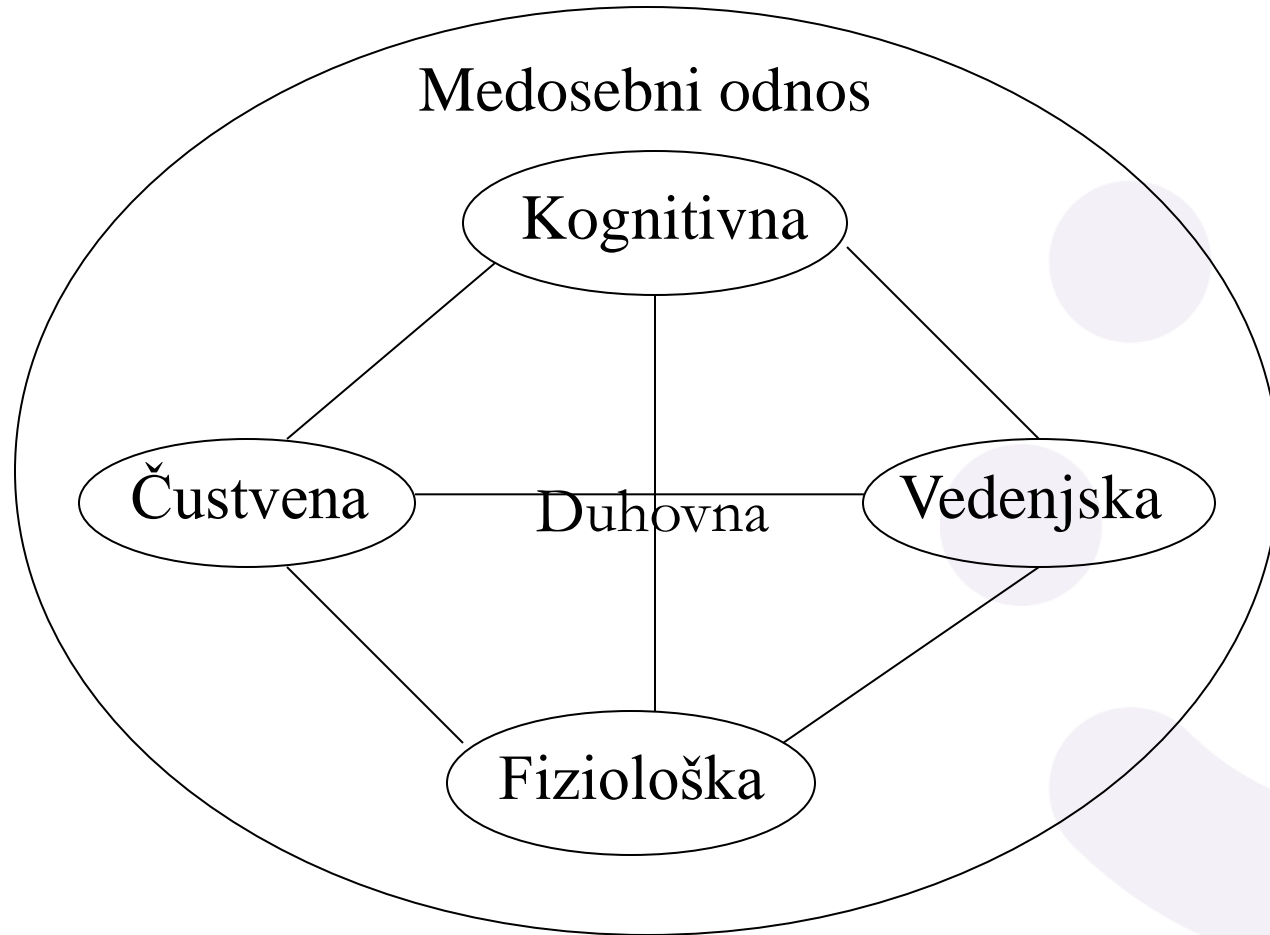 Medosebni odnos
Kognitivna
Čustvena
Duhovna
Vedenjska
Fiziološka